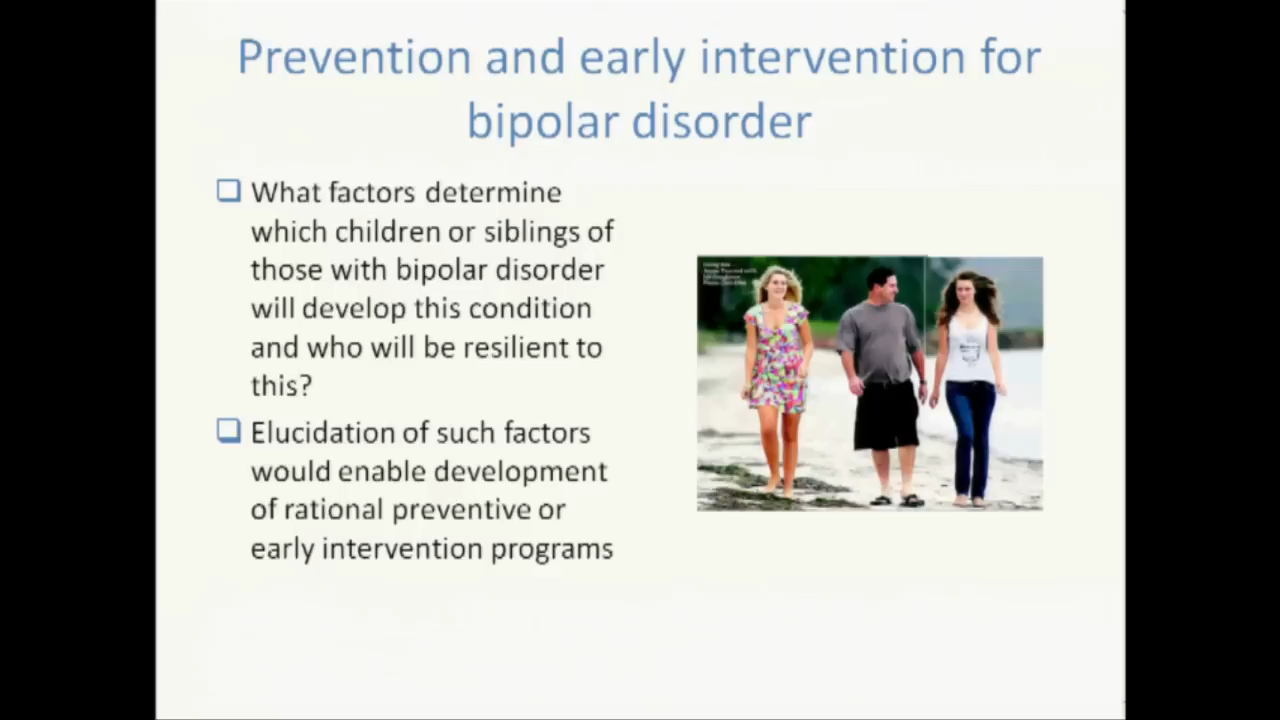 Prevention and early intervention for
bipolar disorder
What factors determine
which children or siblings of
those with bipolar disorder
will develop this condition
and who will be resilient to
this?
Elucidation of such factors
would enable development
of rational preventive or
early intervention programs